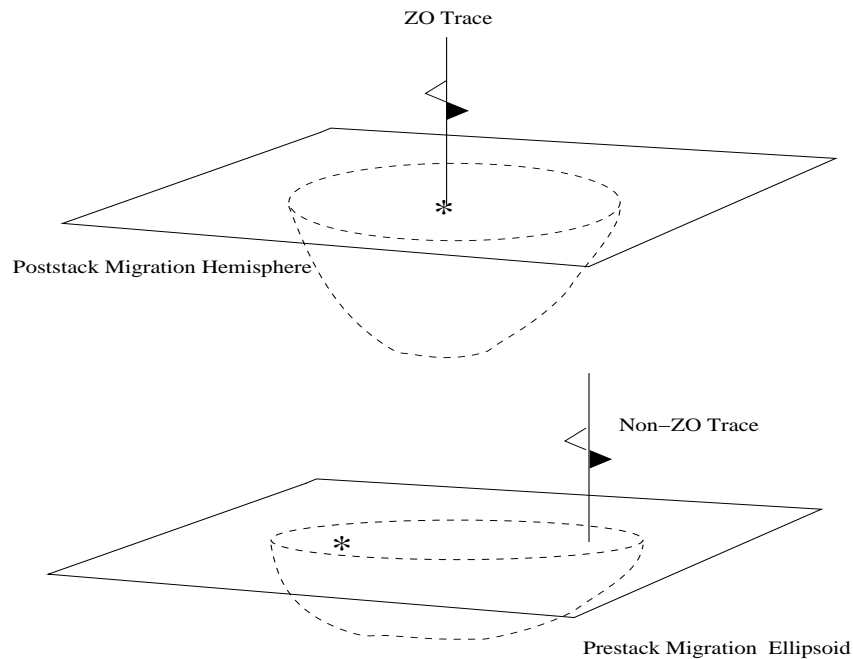 ZO Trace
Poststack Migration Hemisphere
Non−ZO Trace
Prestack Migration Ellipsoid